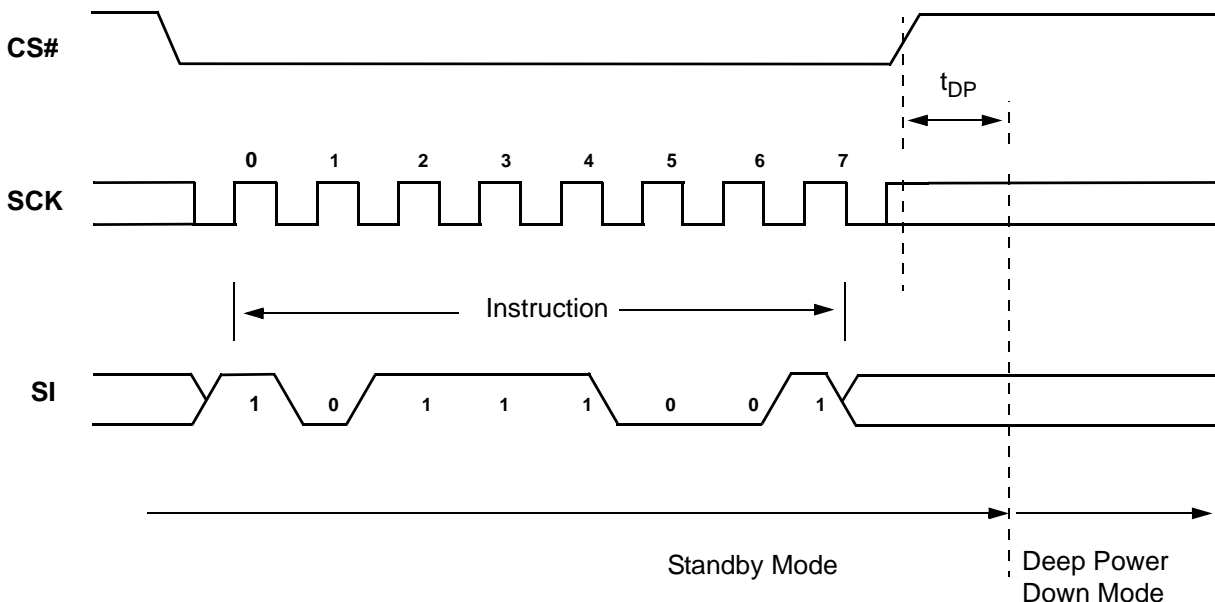 CS#
tDP
0 1 2 3 4 5 6 7
SCK
Instruction
SI
1 0 1 1 1 0 0 1
Standby Mode
Deep Power
Down Mode